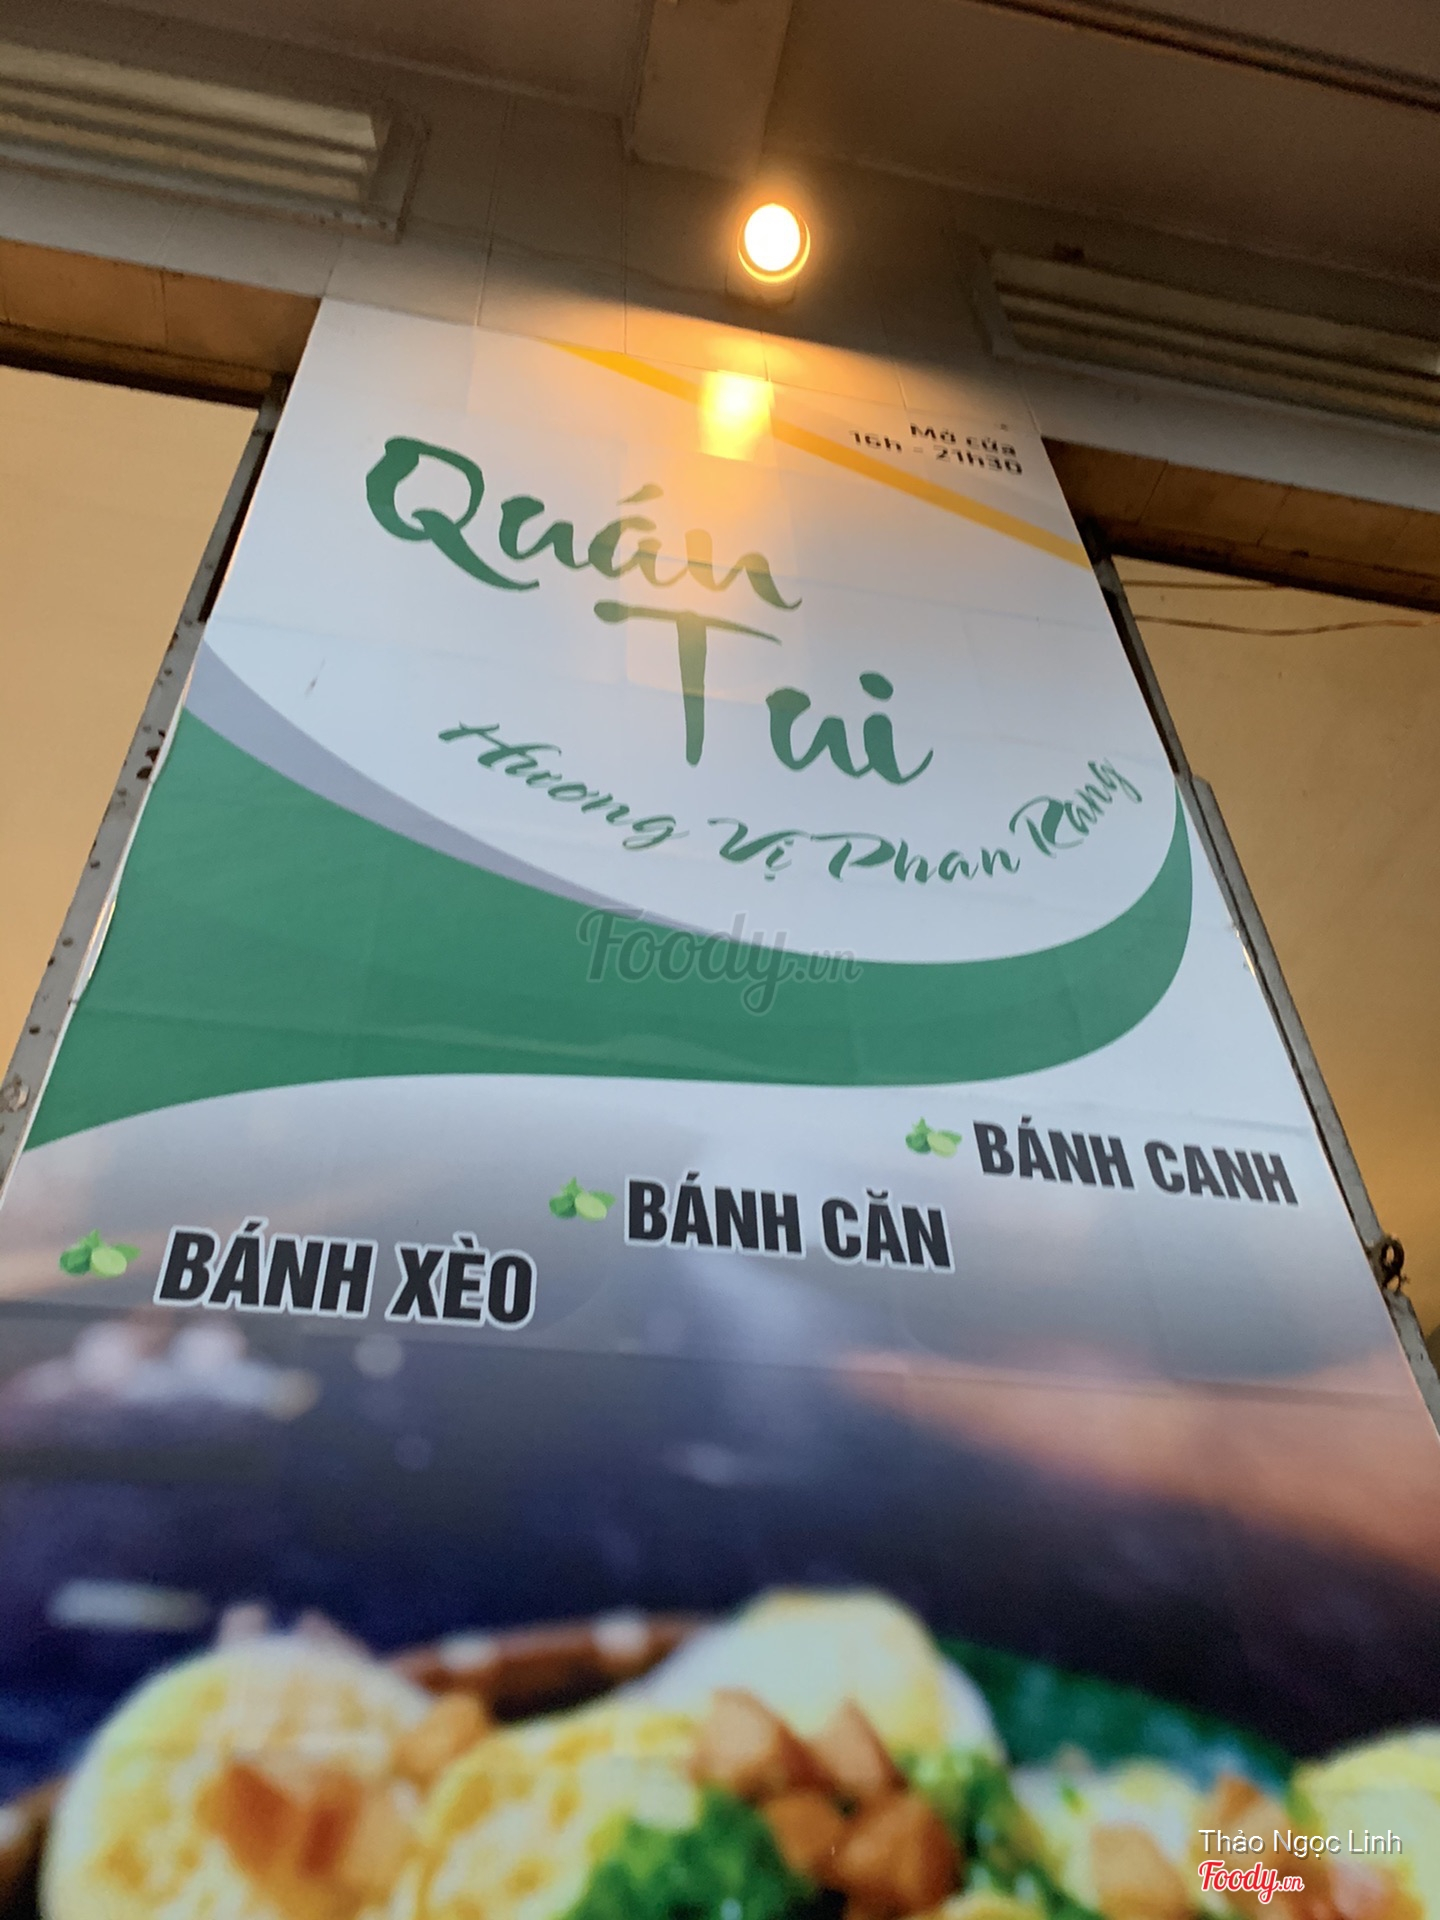 Mở cửa
16h - 21h30
Quán
Tui
Hương Vị Phan Rang
Foody.vn
BÁNH XÈO
BÁNH CĂN
BÁNH CANH
Thảo Ngọc Linh
Foody.vn